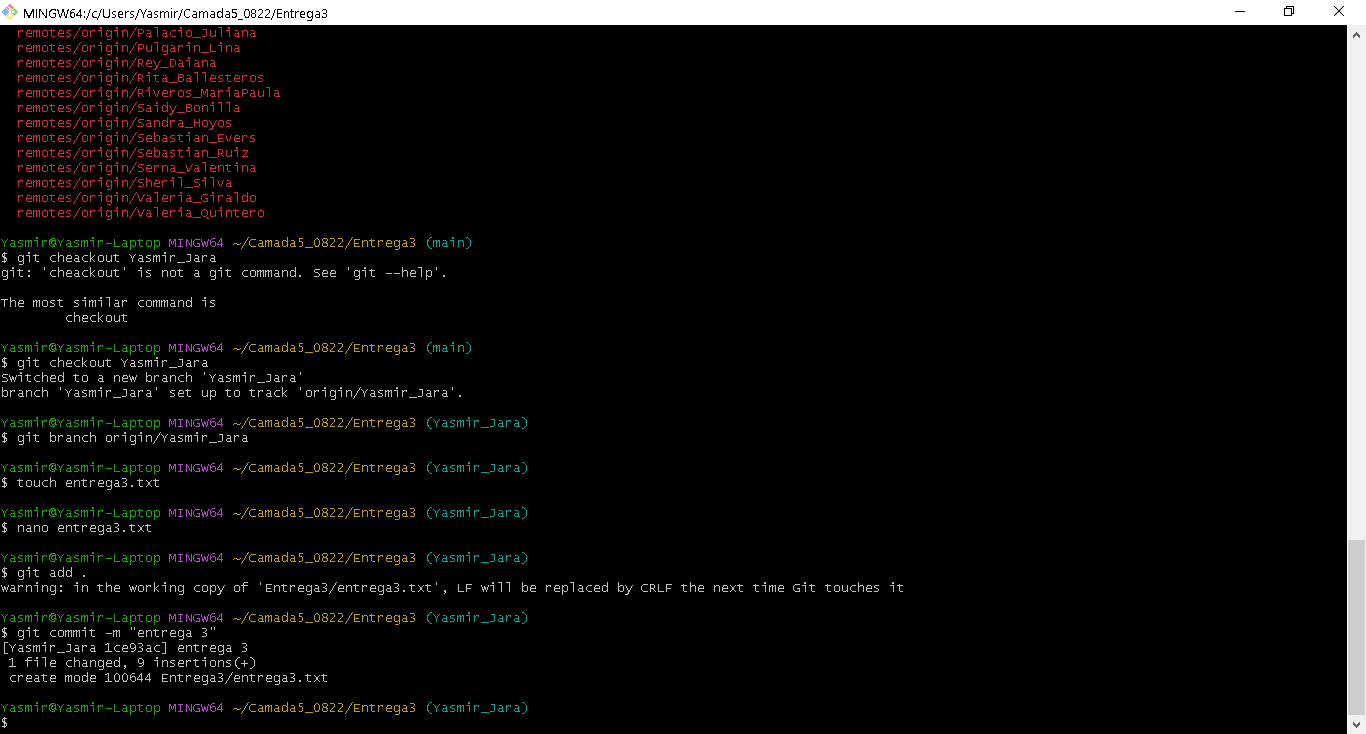 MINGW64:/c/Users/Yasmir/Camada5_0822/Entrega3
remotes/origin/Palacio_Juliana
remotes/origin/Pulgarin_Lina
remotes/origin/Rey_Daiana
remotes/origin/Rita_Ballesteros
remotes/origin/Riveros_MariaPaula
remotes/origin/Saidy_Bonilla
remotes/origin/Sandra_Hoyos
remotes/origin/Sebastian_Evers
remotes/origin/Sebastian_Ruiz
remotes/origin/Serna_Valentina
remotes/origin/Sheril_Silva
remotes/origin/Valeria_Giraldo
remotes/origin/Valeria_Quintero
Yasmir@Yasmir-Laptop MINGW64 ~/Camada5_0822/Entrega3 (main)
$ git cheackout Yasmir_Jara
git: 'cheackout' is not a git command. See 'git --help'.
The most similar command is
checkout
Yasmir@Yasmir-Laptop MINGW64 ~/Camada5_0822/Entrega3 (main)
$ git checkout Yasmir_Jara
Switched to a new branch 'Yasmir_Jara'
branch 'Yasmir_Jara' set up to track 'origin/Yasmir_Jara'.
Yasmir@Yasmir-Laptop MINGW64 ~/Camada5_0822/Entrega3 (Yasmir_Jara)
$ git branch origin/Yasmir_Jara
Yasmir@Yasmir-Laptop MINGW64 ~/Camada5_0822/Entrega3 (Yasmir_Jara)
$ touch entrega3.txt
Yasmir@Yasmir-Laptop MINGW64 ~/Camada5_0822/Entrega3 (Yasmir_Jara)
$ nano entrega3.txt
Yasmir@Yasmir-Laptop MINGW64 ~/Camada5_0822/Entrega3 (Yasmir_Jara)
$ git add .
warning: in the working copy of 'Entrega3/entrega3.txt', LF will be replaced by CRLF the next time Git touches it
Yasmir@Yasmir-Laptop MINGW64 ~/Camada5_0822/Entrega3 (Yasmir_Jara)
$ git commit -m "entrega 3"
[Yasmir_Jara 1ce93ac] entrega 3
1 file changed, 9 insertions(+)
create mode 100644 Entrega3/entrega3.txt
Yasmir@Yasmir-Laptop MINGW64 ~/Camada5_0822/Entrega3 (Yasmir_Jara)
$